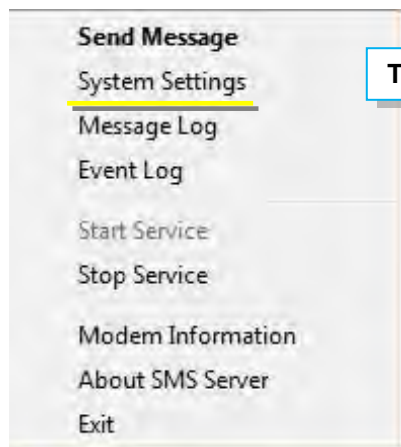 Send Message
System Settings
T
Message Log
Event Log
Start Service
Stop Service
Modem Information
About SMS Server
Exit